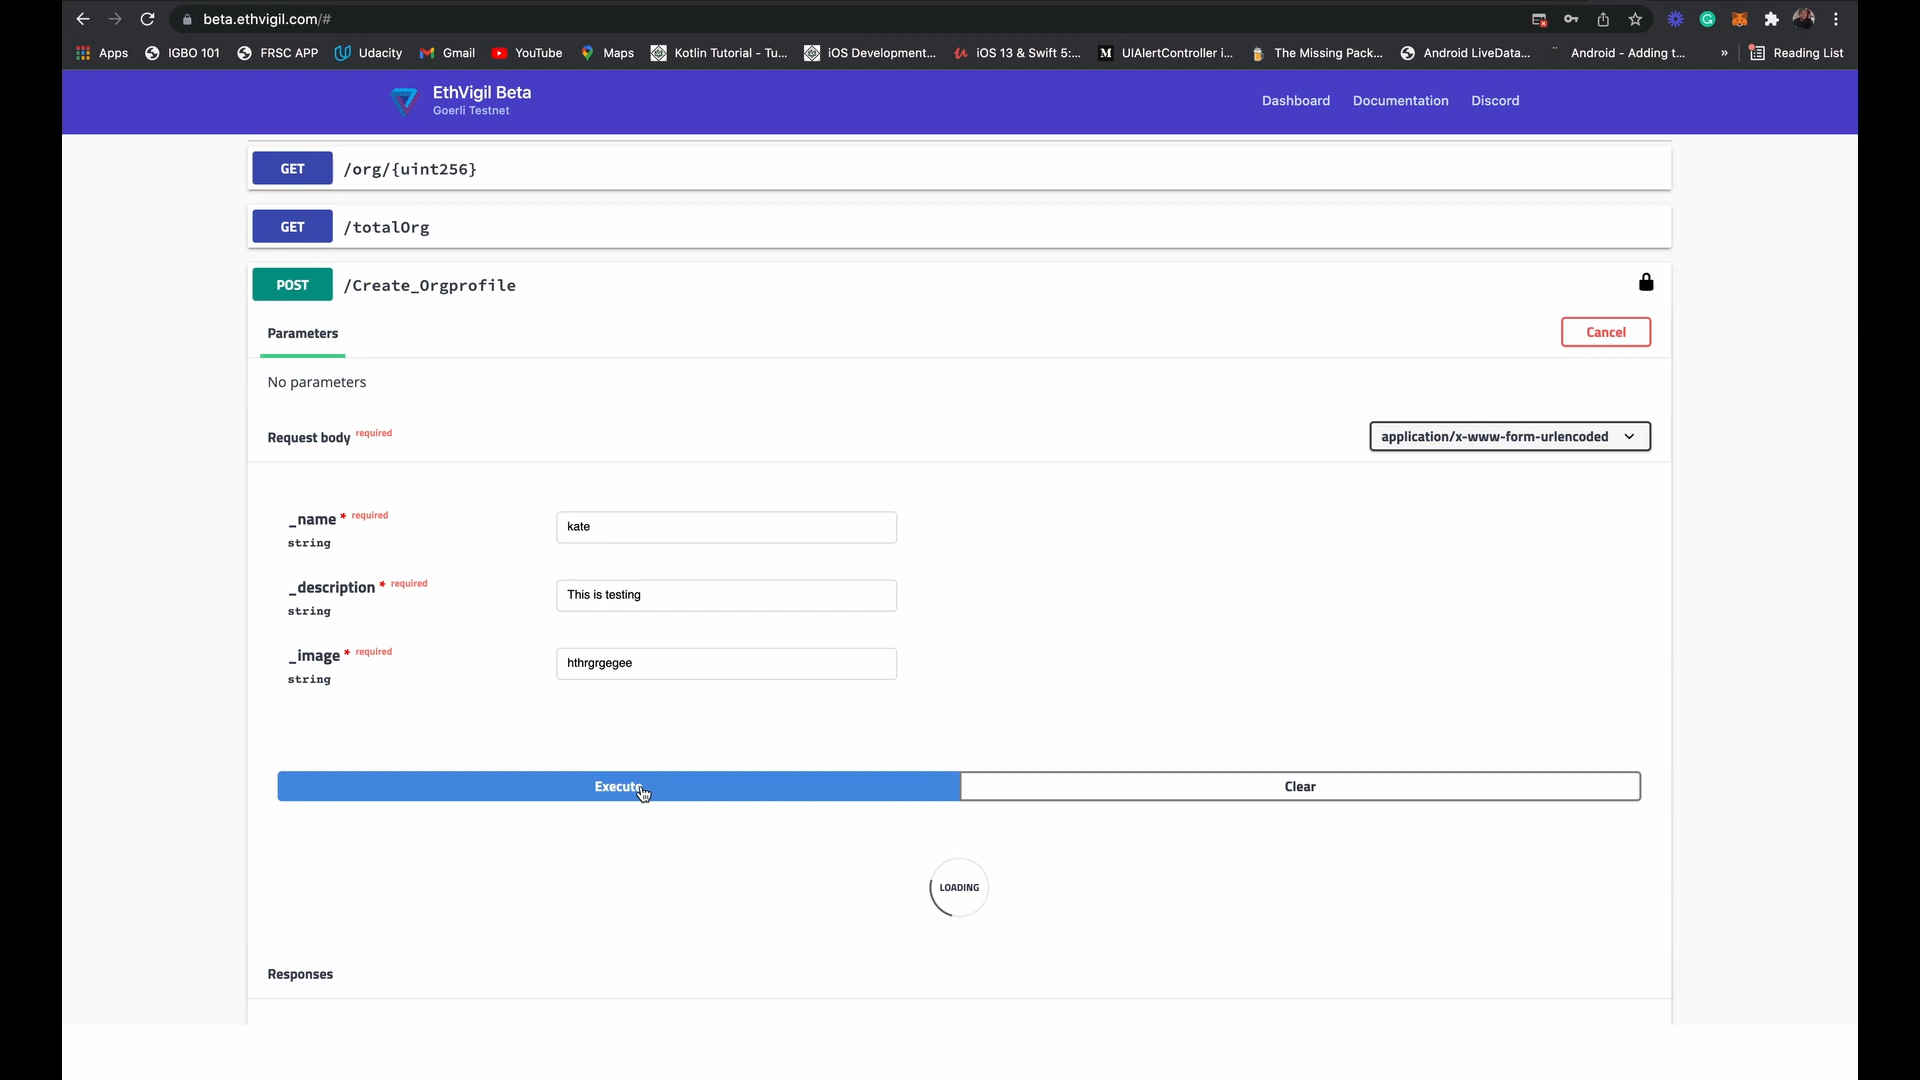 beta.ethvigil.com/#
Apps IGBO 101 FRSC APP Udacity Gmail YouTube Maps Kotlin Tutorial - Tu... iOS Development... iOS 13 & Swift 5:... UIAlertController i... The Missing Pack... Android LiveData... Android - Adding t... » Reading List
EthVigil Beta
Goerli Testnet
Dashboard Documentation Discord
GET /org/{uint256}
GET /totalOrg
POST /Create_Orgprofile
Parameters Cancel
No parameters
Request body required application/x-www-form-urlencoded
_name * required kate
string
_description * required This is testing
string
_image * required hthrgrgegee
string
Execute Clear
LOADING
Responses